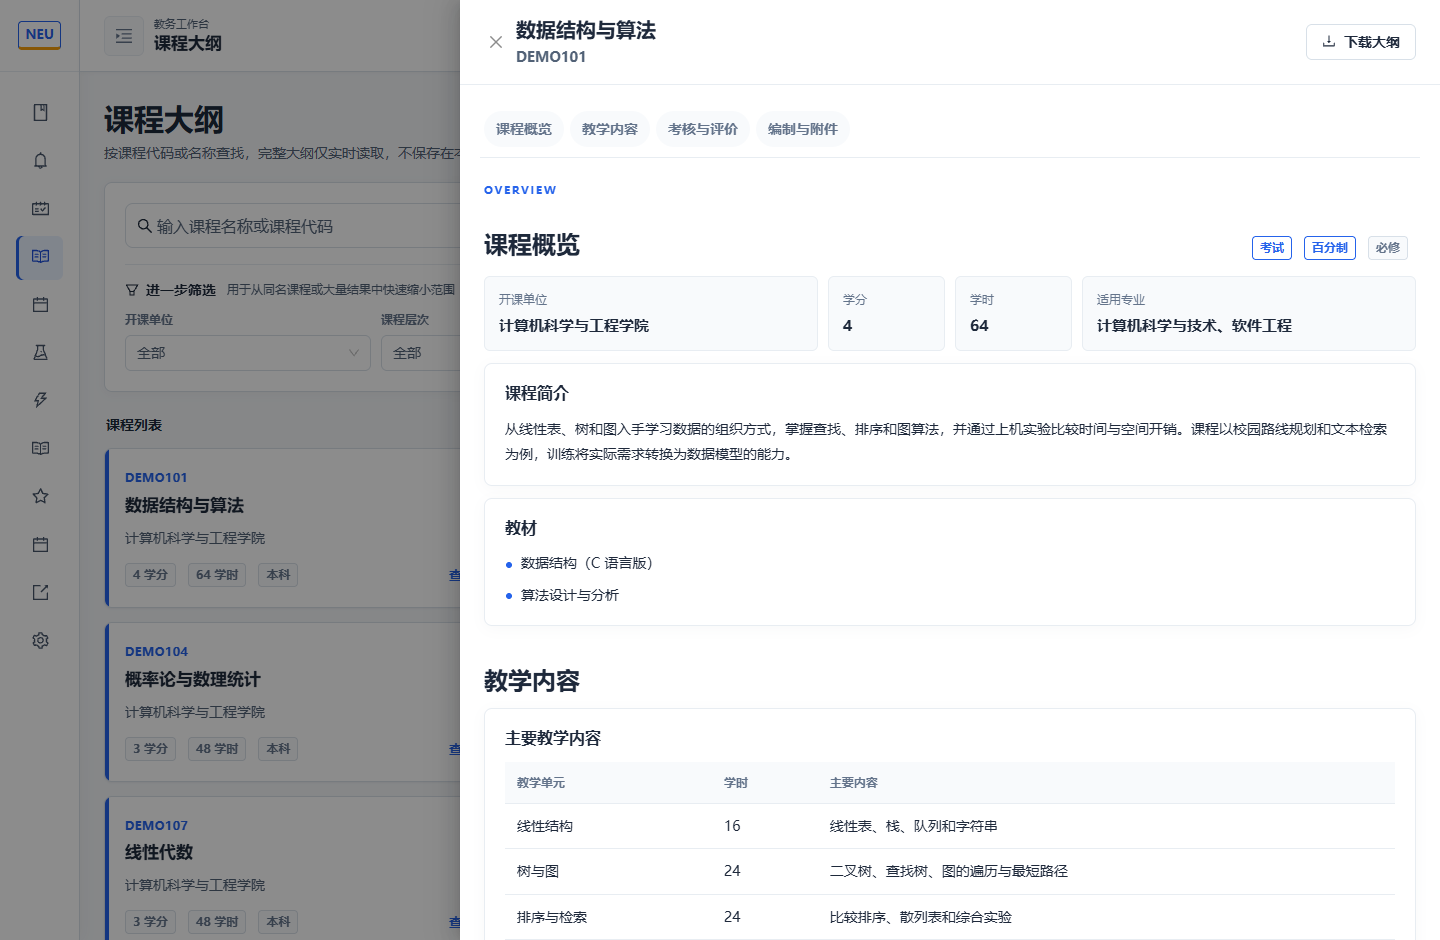 NEU
教务工作台
课程大纲
课程大纲
按课程代码或名称查找，完整大纲仅实时读取，不保存在本
输入课程名称或课程代码
进一步筛选 用于从同名课程或大量结果中快速缩小范围
开课单位 课程层次
全部 全部
课程列表
DEMO101
数据结构与算法
计算机科学与工程学院
4 学分 64 学时 本科 查
DEMO104
概率论与数理统计
计算机科学与工程学院
3 学分 48 学时 本科 查
DEMO107
线性代数
计算机科学与工程学院
3 学分 48 学时 本科 查
数据结构与算法
DEMO101
下载大纲
课程概览 教学内容 考核与评价 编制与附件
OVERVIEW
课程概览
考试 百分制 必修
开课单位 学分 学时 适用专业
计算机科学与工程学院 4 64 计算机科学与技术、软件工程
课程简介
从线性表、树和图入手学习数据的组织方式，掌握查找、排序和图算法，并通过上机实验比较时间与空间开销。课程以校园路线规划和文本检索
为例，训练将实际需求转换为数据模型的能力。
教材
数据结构（C 语言版）
算法设计与分析
教学内容
主要教学内容
教学单元 学时 主要内容
线性结构 16 线性表、栈、队列和字符串
树与图 24 二叉树、查找树、图的遍历与最短路径
排序与检索 24 比较排序、散列表和综合实验